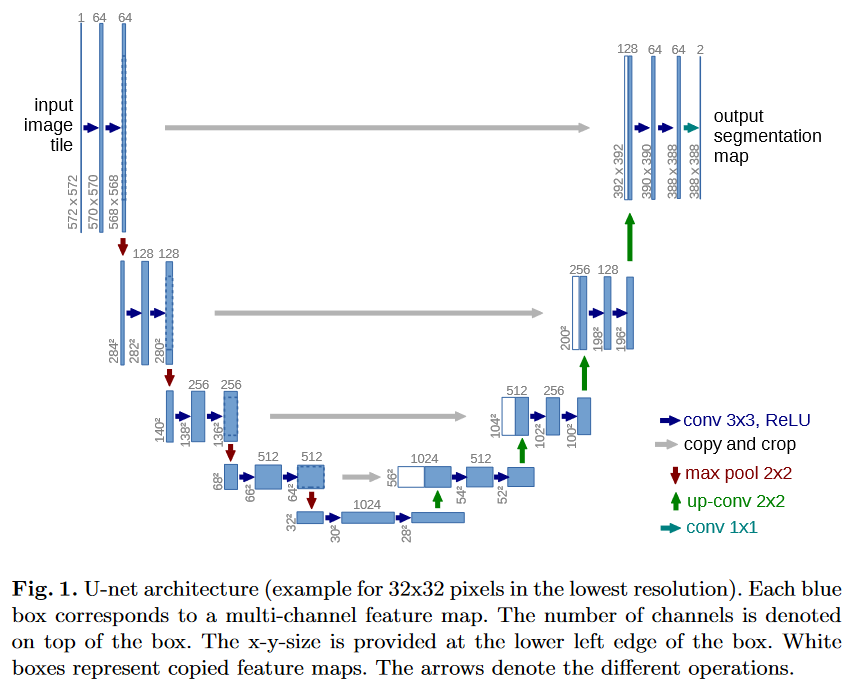 1 64 64
128 64 64 2
input
image
tile
output
segmentation
map
572 x 572
570 x 570
568 x 568
392 x 392
390 x 390
388 x 388
388 x 388
128 128
256 128
284²
282²
280²
200²
198²
196²
256 256
512 256
140²
138²
136²
104²
102²
100²
conv 3x3, ReLU
copy and crop
max pool 2x2
up-conv 2x2
conv 1x1
512 512
1024 512
68²
66²
64²
56²
54²
52²
1024
32²
30²
28²
Fig. 1. U-net architecture (example for 32x32 pixels in the lowest resolution). Each blue
box corresponds to a multi-channel feature map. The number of channels is denoted
on top of the box. The x-y-size is provided at the lower left edge of the box. White
boxes represent copied feature maps. The arrows denote the different operations.